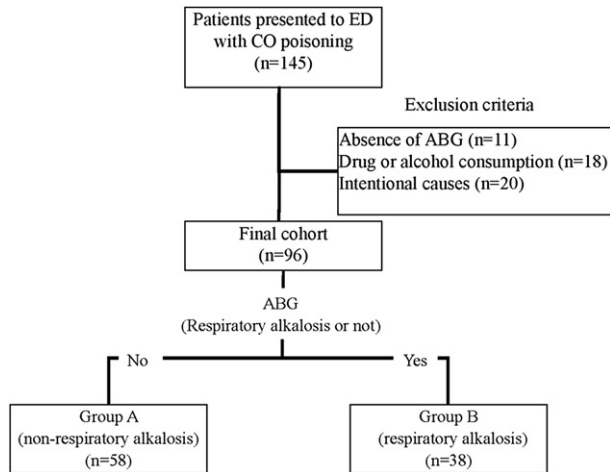 Patients presented to ED
with CO poisoning
(n=145)
Exclusion criteria
Absence of ABG (n=11)
Drug or alcohol consumption (n=18)
Intentional causes (n=20)
Final cohort
(n=96)
ABG
(Respiratory alkalosis or not)
No
Yes
Group A
(non-respiratory alkalosis)
(n=58)
Group B
(respiratory alkalosis)
(n=38)